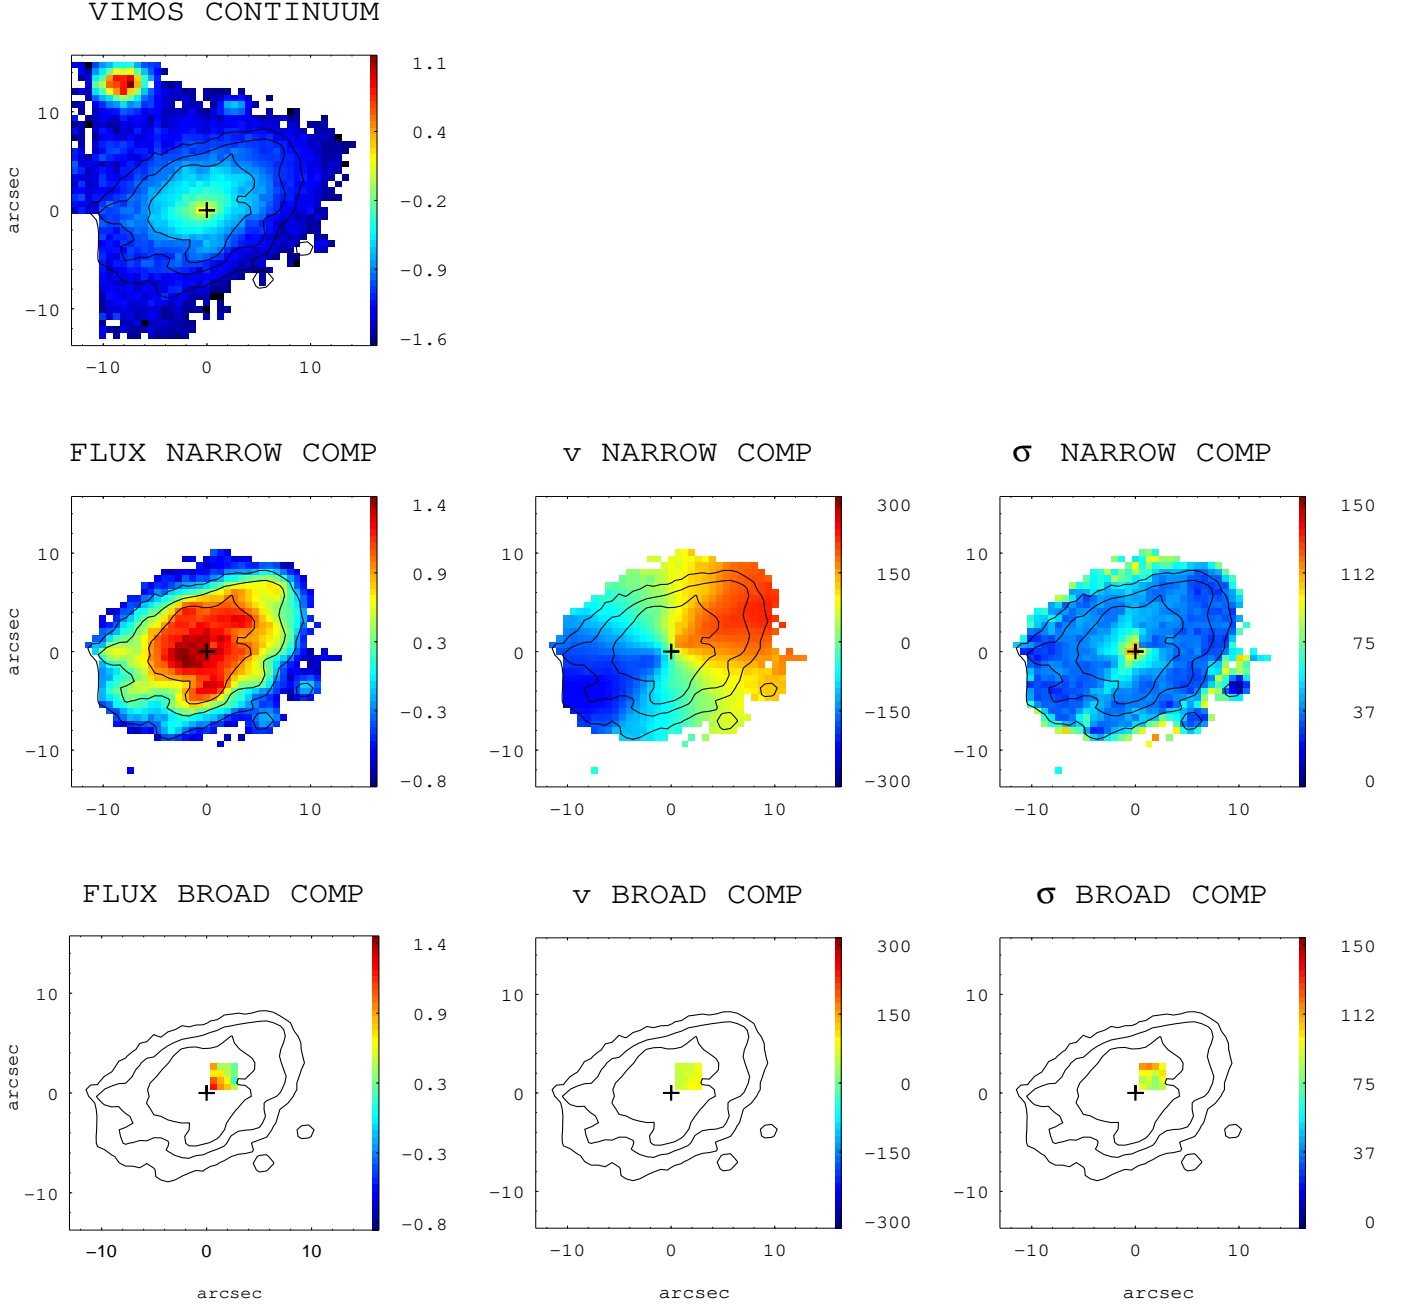 VIMOS CONTINUUM
1.1
0.4
−0.2
−0.9
−1.6
10
0
−10
arcsec
−10 0 10
FLUX NARROW COMP
v NARROW COMP
σ NARROW COMP
1.4
0.9
0.3
−0.3
−0.8
10
0
−10
arcsec
−10 0 10
300
150
0
−150
−300
−10 0 10
150
112
75
37
0
10
0
−10
−10 0 10
10
0
−10
FLUX BROAD COMP
v BROAD COMP
σ BROAD COMP
1.4
0.9
0.3
−0.3
−0.8
10
0
−10
arcsec
−10 0 10
arcsec
300
150
0
−150
−300
10
0
−10
−10 0 10
arcsec
150
112
75
37
0
10
0
−10
−10 0 10
arcsec